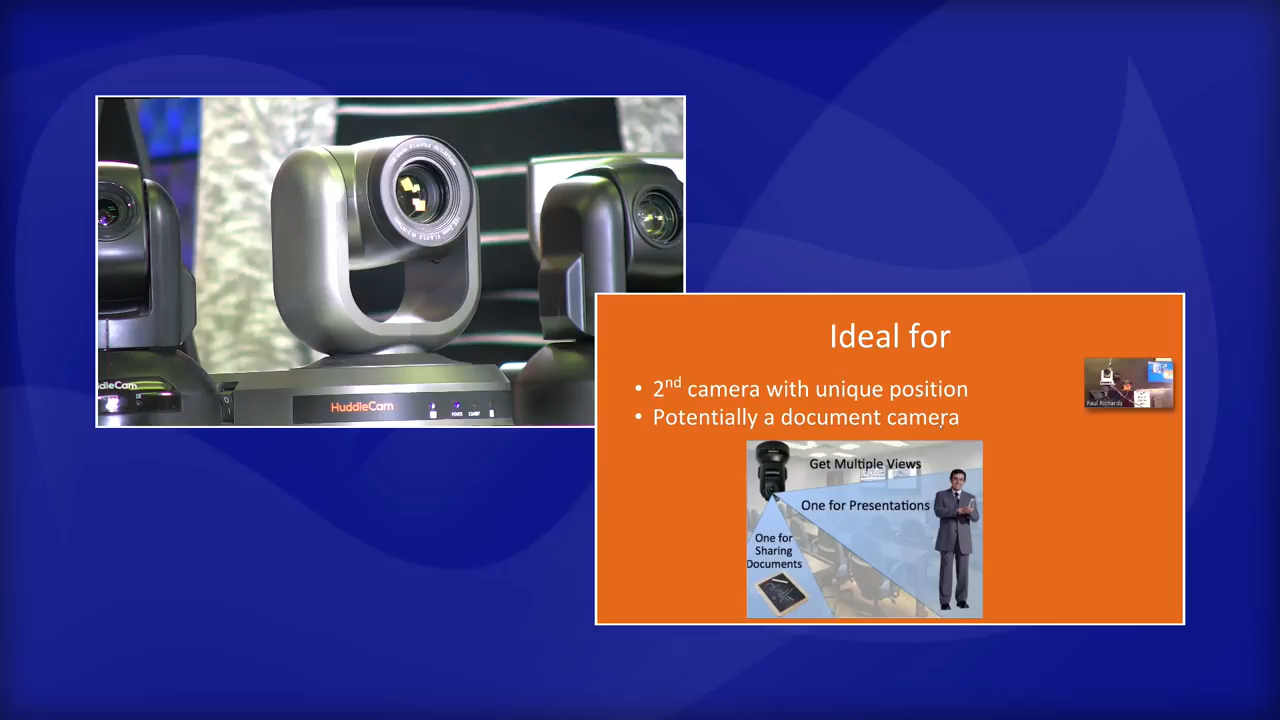 HuddleCam
HuddleCam
Ideal for
• 2nd camera with unique position
• Potentially a document camera
Paul Richards
Get Multiple Views
One for Presentations
One for
Sharing
Documents